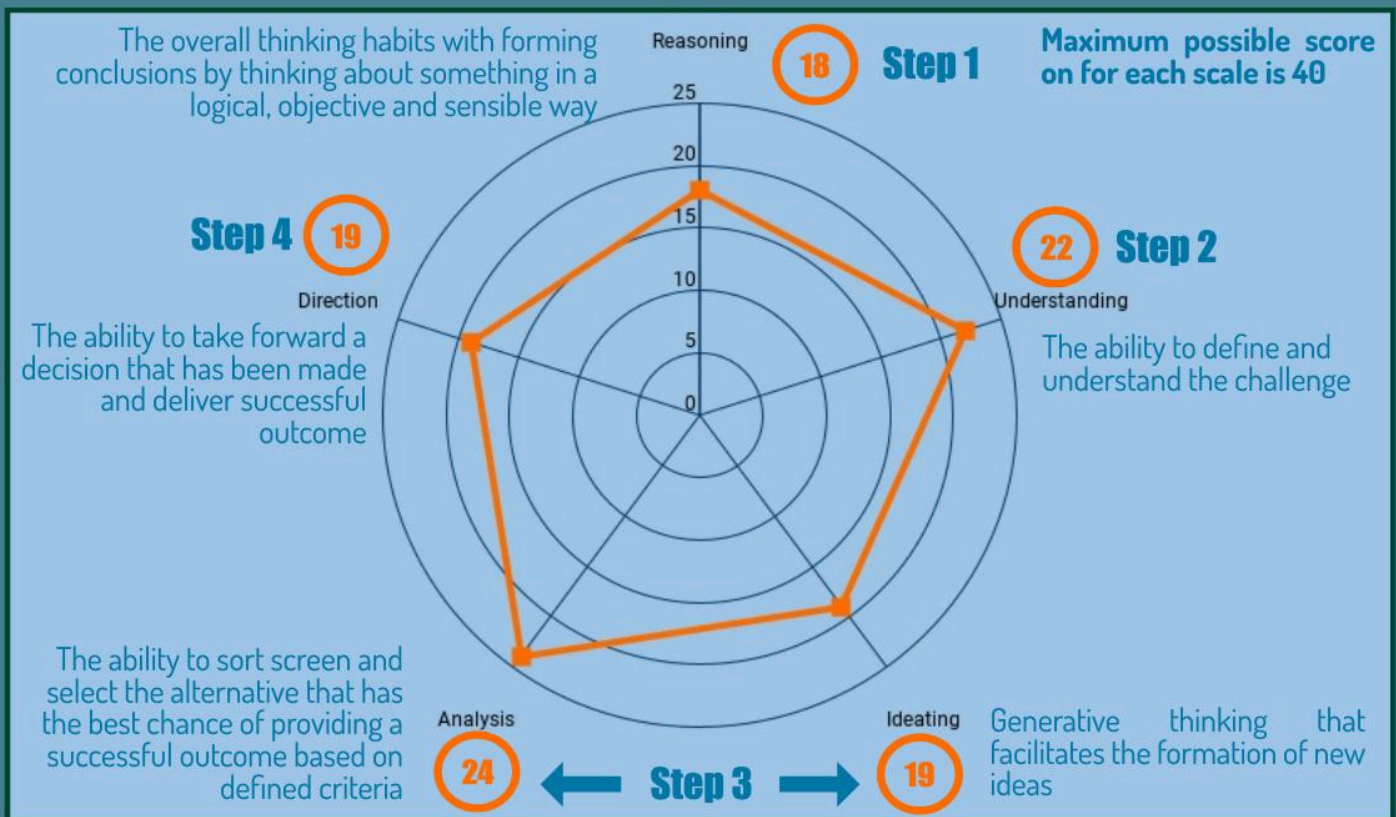 The overall thinking habits with forming
conclusions by thinking about something in a
logical, objective and sensible way
Reasoning
18
Step 1
Maximum possible score
on for each scale is 40
25
20
15
10
5
0
Step 4
19
Direction
The ability to take forward a
decision that has been made
and deliver successful
outcome
22
Step 2
Understanding
The ability to define and
understand the challenge
The ability to sort screen and
select the alternative that has
the best chance of providing a
successful outcome based on
defined criteria
Analysis
24
Step 3
Ideating
19
Generative thinking that
facilitates the formation of new
ideas